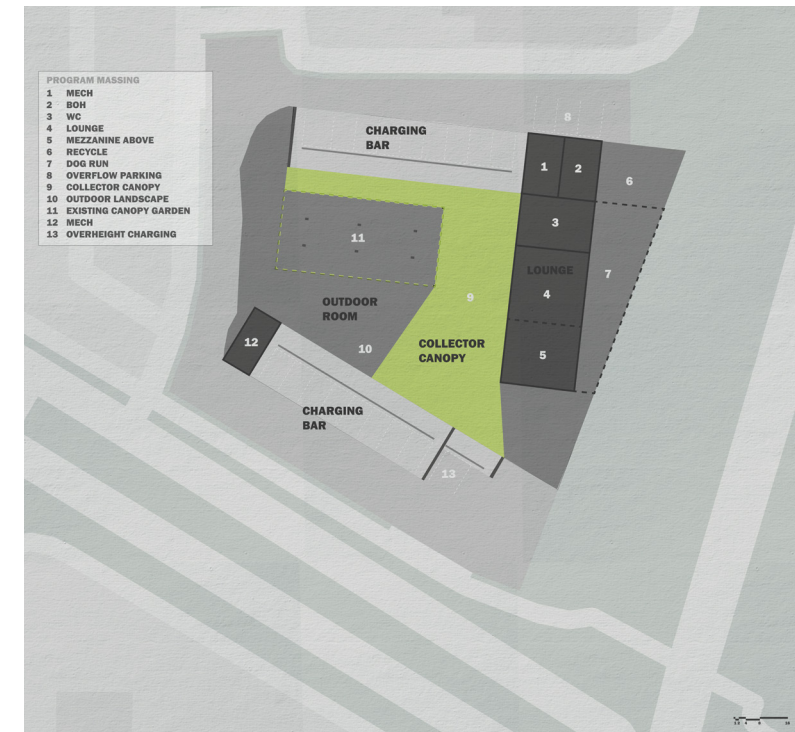 PROGRAM MASSING
1 MECH
2 BOH
3 WC
4 LOUNGE
5 MEZZANINE ABOVE
6 RECYCLE
7 DOG RUN
8 OVERFLOW PARKING
9 COLLECTOR CANOPY
10 OUTDOOR LANDSCAPE
11 EXISTING CANOPY GARDEN
12 MECH
13 OVERHEIGHT CHARGING
8
CHARGING
BAR
1
2
6
3
11
LOUNGE
7
4
9
OUTDOOR
ROOM
12
10
COLLECTOR
CANOPY
5
CHARGING
BAR
13